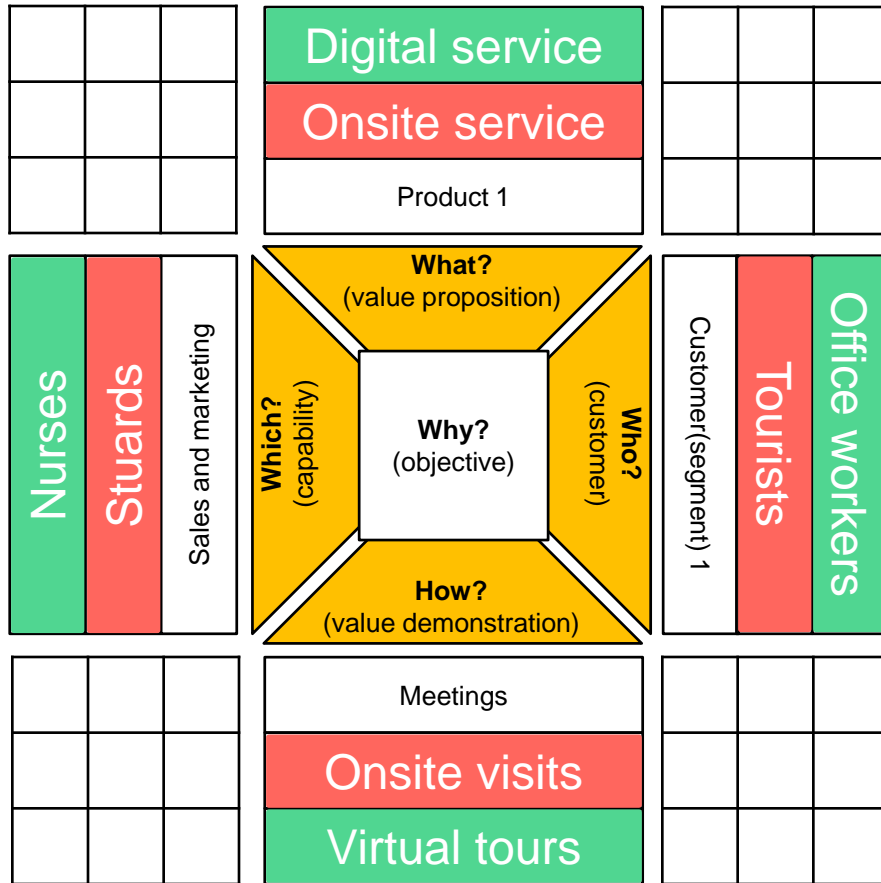 Digital service
Onsite service
Product 1
What?
(value proposition)
Nurses
Stuards
Sales and marketing
Which?
(capability)
Why?
(objective)
Who?
(customer)
Customer(segment) 1
Tourists
Office workers
How?
(value demonstration)
Meetings
Onsite visits
Virtual tours